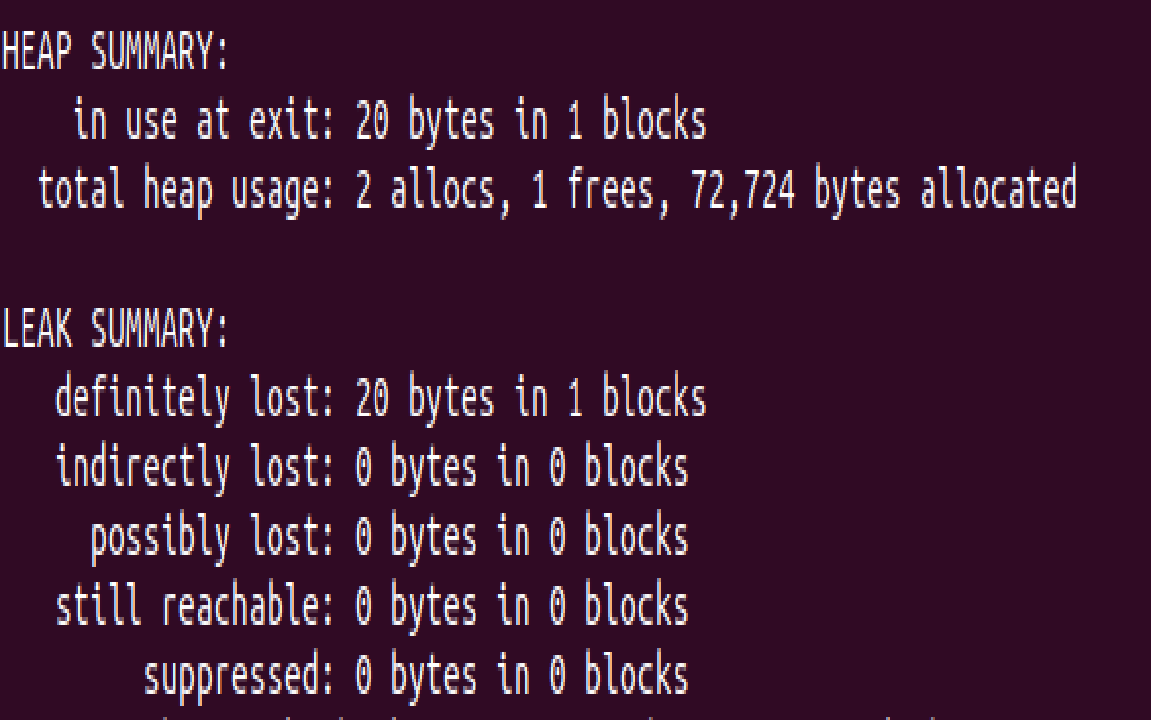 HEAP SUMMARY:
in use at exit: 20 bytes in 1 blocks
total heap usage: 2 allocs, 1 frees, 72,724 bytes allocated
LEAK SUMMARY:
definitely lost: 20 bytes in 1 blocks
indirectly lost: 0 bytes in 0 blocks
possibly lost: 0 bytes in 0 blocks
still reachable: 0 bytes in 0 blocks
suppressed: 0 bytes in 0 blocks